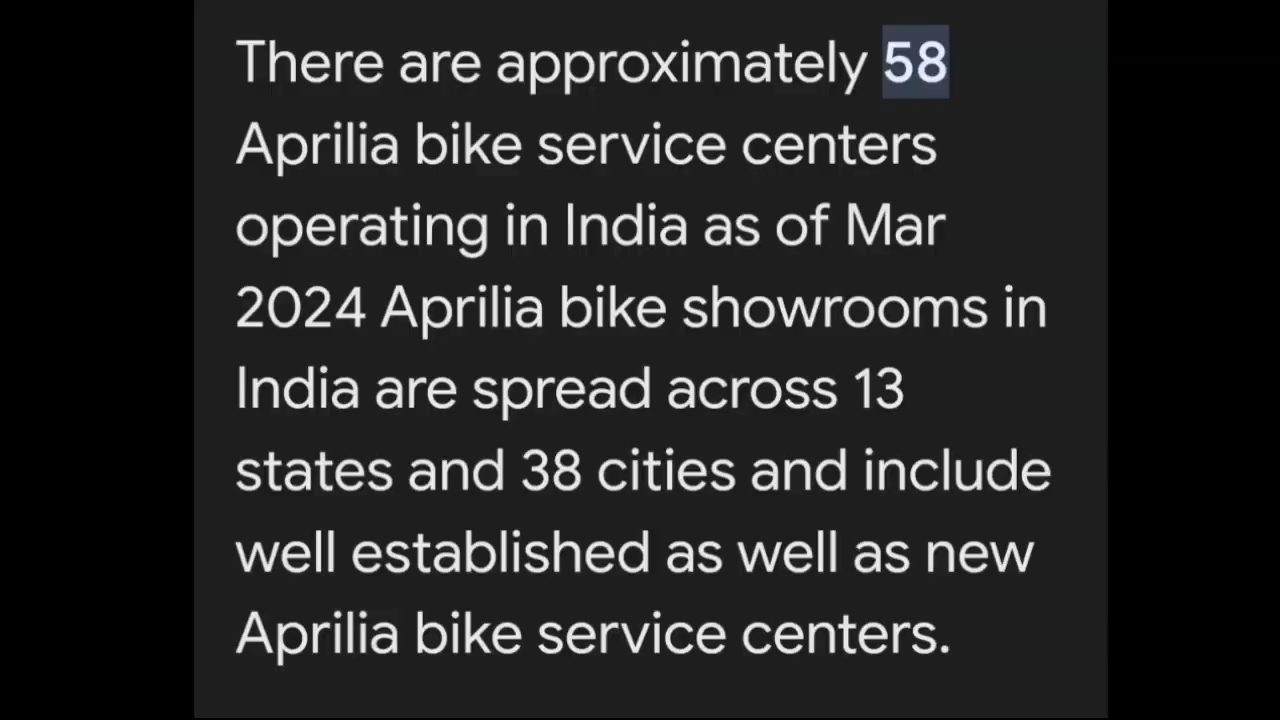 There are approximately 58
Aprilia bike service centers
operating in India as of Mar
2024 Aprilia bike showrooms in
India are spread across 13
states and 38 cities and include
well established as well as new
Aprilia bike service centers.